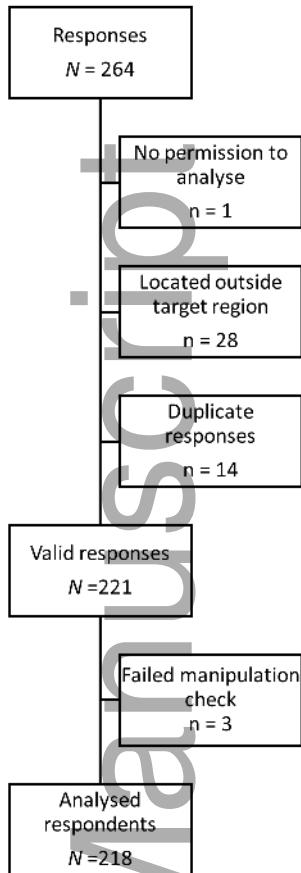 Responses
N = 264
No permission to
analyse
n = 1
Located outside
target region
n = 28
Duplicate
responses
n = 14
Valid responses
N =221
Failed manipulation
check
n = 3
Analysed
respondents
N =218
Manuscript